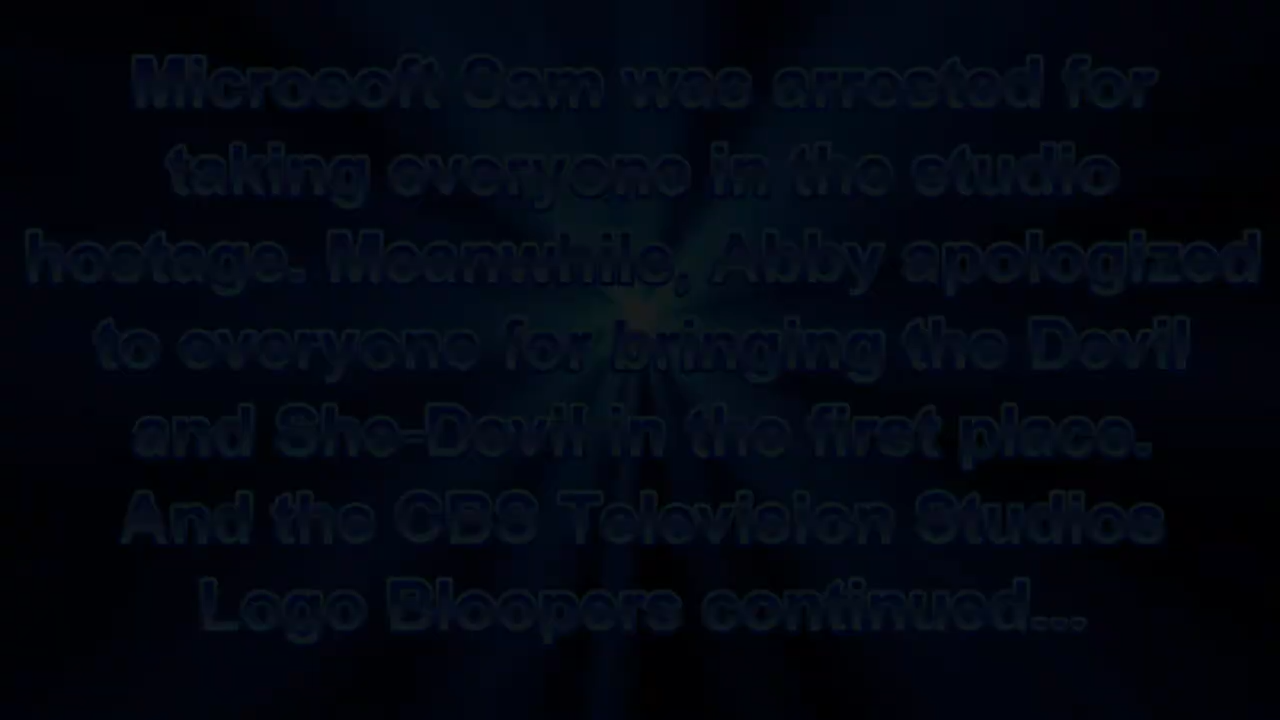 Microsoft Sam was arrested for
taking everyone in the studio
hostage. Meanwhile, Abby apologized
to everyone for bringing the Devil
and She-Devil in the first place.
And the CBS Television Studios
Logo Bloopers continued...